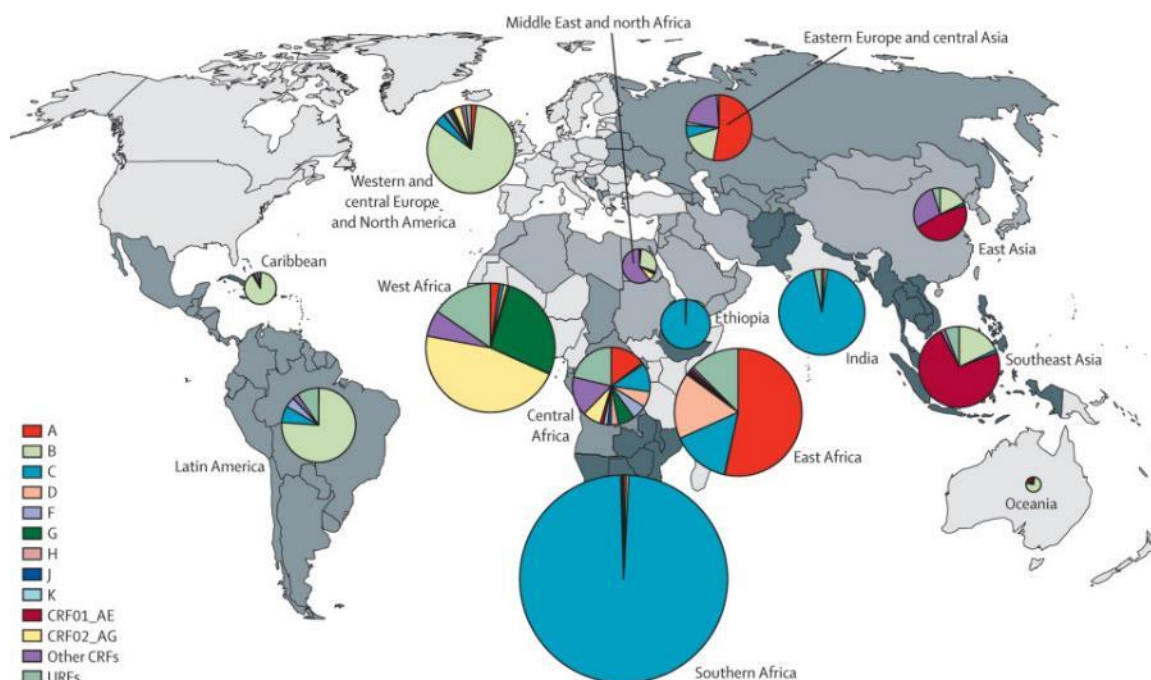 Middle East and north Africa
Eastern Europe and central Asia
Western and
central Europe
and North America
East Asia
Caribbean
West Africa
Ethiopia
India
Southeast Asia
Central
Africa
East Africa
Latin America
Oceania
Southern Africa
A
B
C
D
F
G
H
J
K
CRF01_AE
CRF02_AG
Other CRFs
URFs